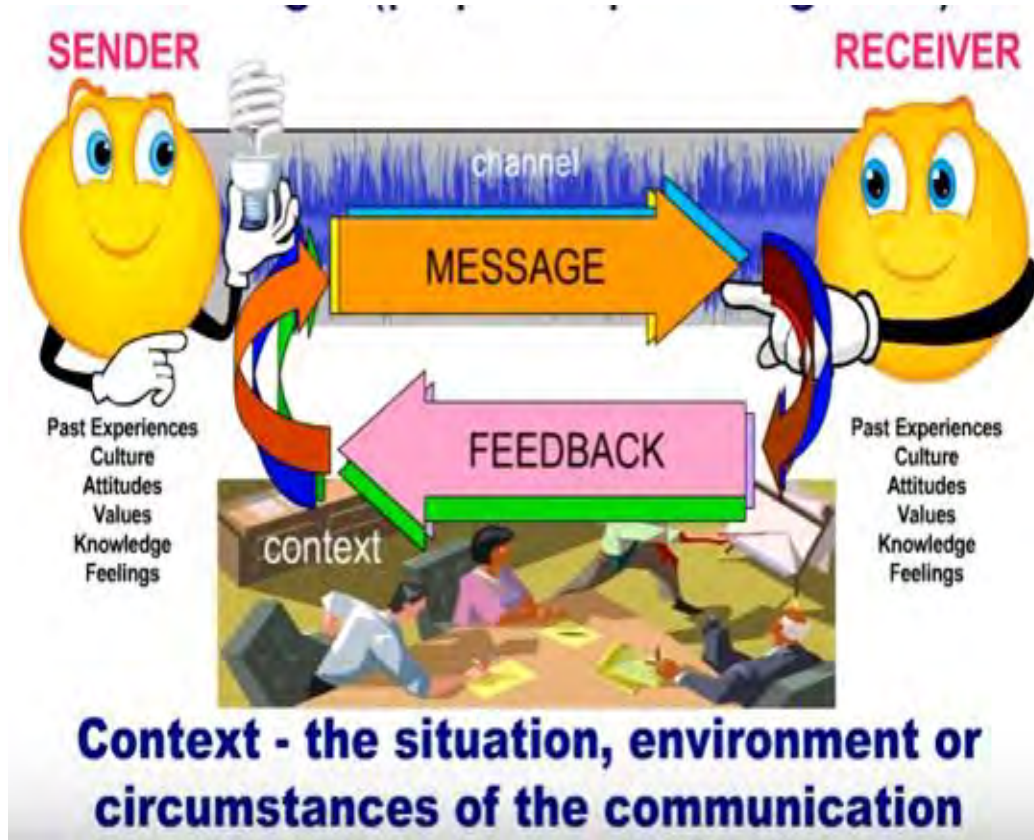 SENDER
RECEIVER
channel
MESSAGE
FEEDBACK
Past Experiences
Culture
Attitudes
Values
Knowledge
Feelings
Past Experiences
Culture
Attitudes
Values
Knowledge
Feelings
context
Context - the situation, environment or
circumstances of the communication